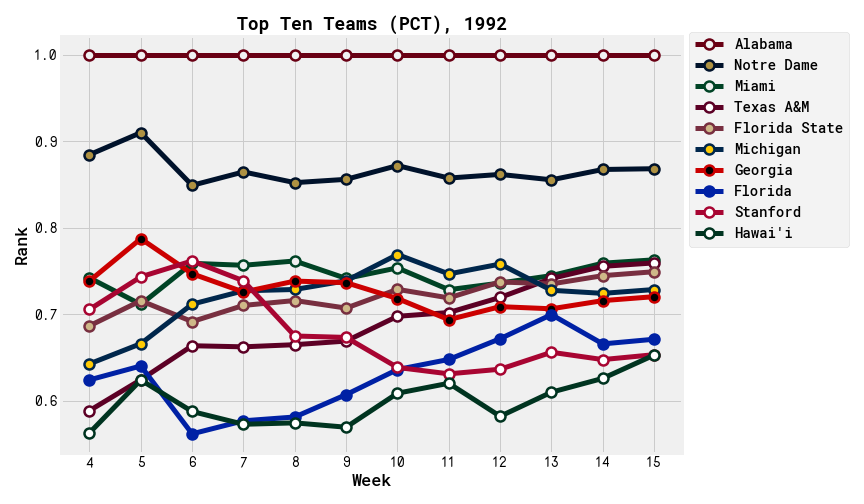 Top Ten Teams (PCT), 1992
Alabama
Notre Dame
Miami
Texas A&M
Florida State
Michigan
Georgia
Florida
Stanford
Hawai'i
Rank
1.0
0.9
0.8
0.7
0.6
4 5 6 7 8 9 10 11 12 13 14 15
Week